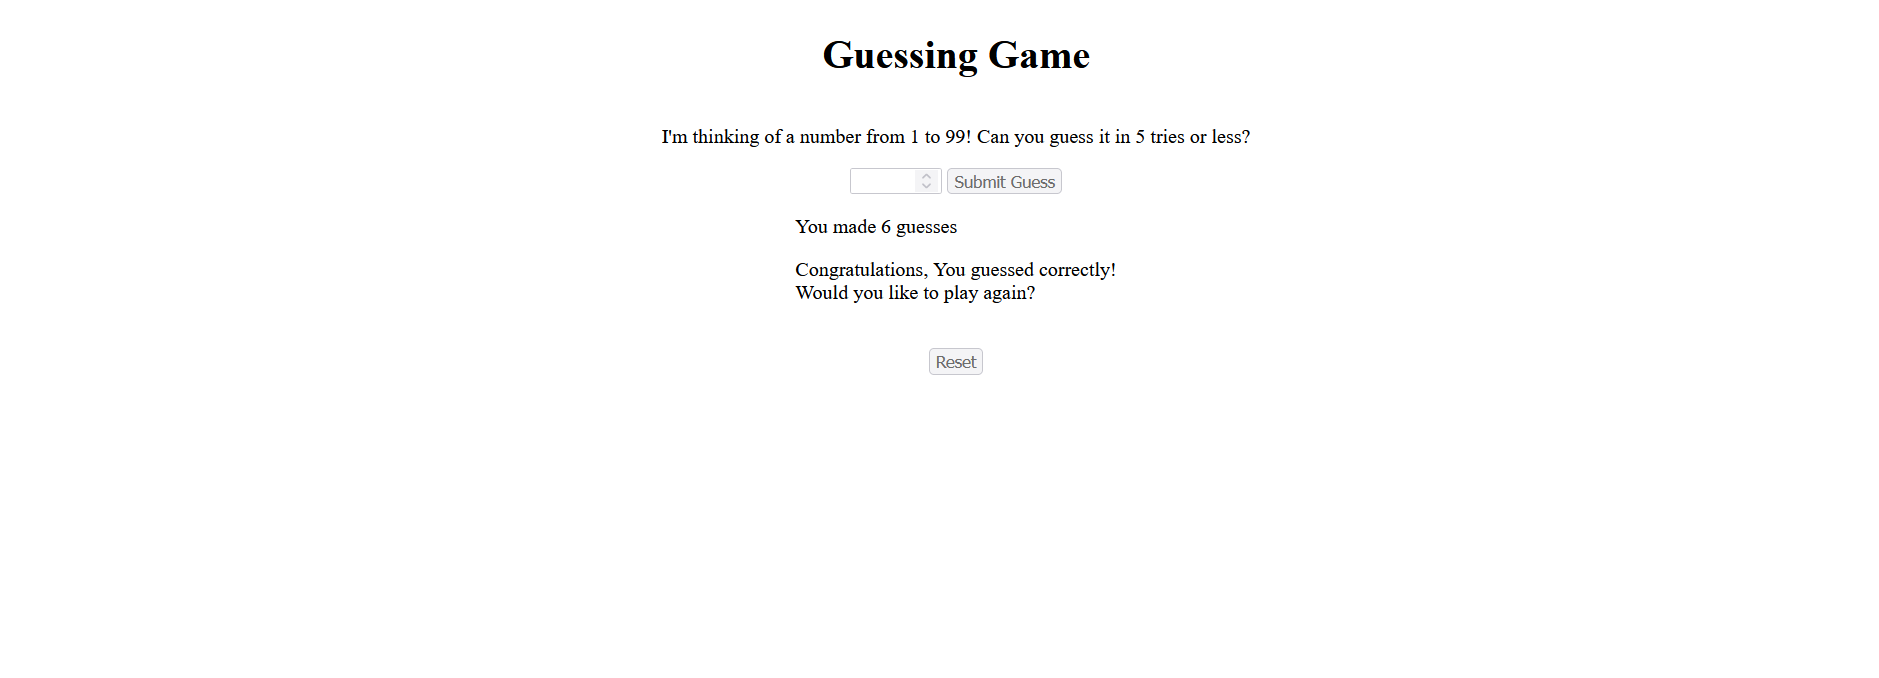 Guessing Game
I'm thinking of a number from 1 to 99! Can you guess it in 5 tries or less?
Submit Guess
You made 6 guesses
Congratulations, You guessed correctly!
Would you like to play again?
Reset